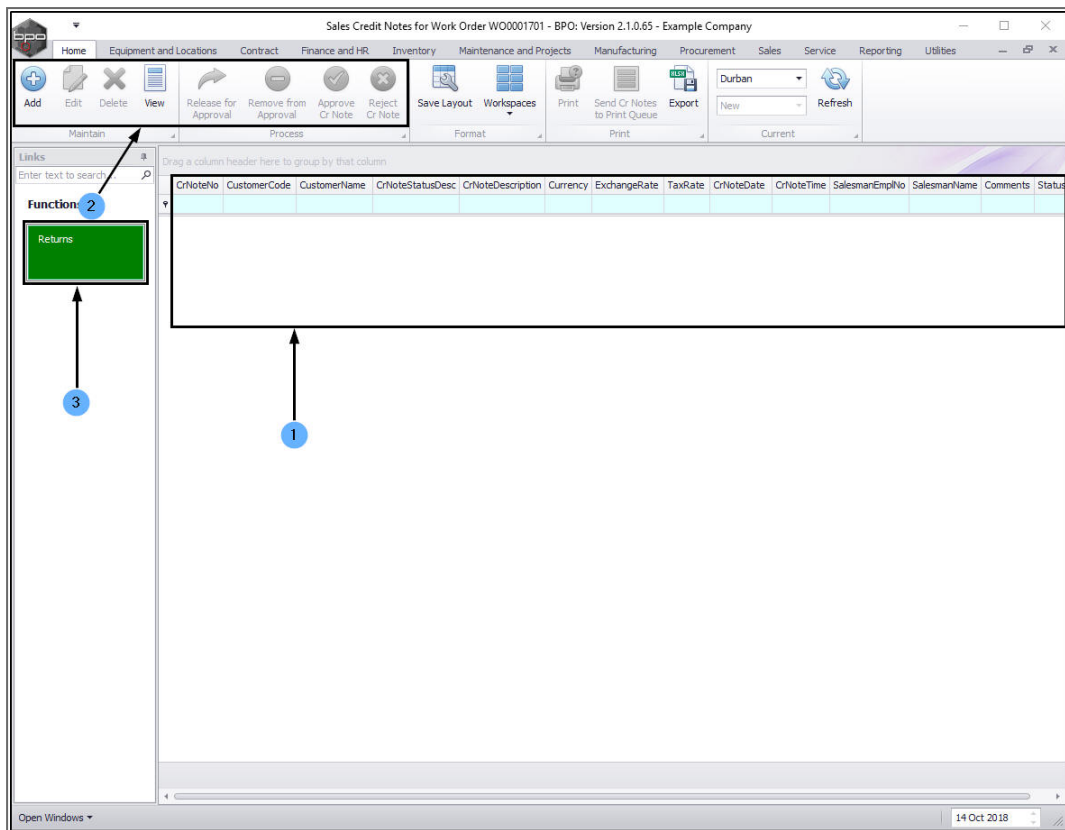 Sales Credit Notes for Work Order WO0001701 - BPO: Version 2.1.0.65 - Example Company
bpo
Home Equipment and Locations Contract Finance and HR Inventory Maintenance and Projects Manufacturing Procurement Sales Service Reporting Utilities
Add Edit Delete View Release for Approval Remove from Approval Approve Cr Note Reject Cr Note Save Layout Workspaces Print Send Cr Notes to Print Queue Export Durban New Refresh
Maintain Process Format Print Current
Links
Drag a column header here to group by that column
Enter text to search...
CrNoteNo CustomerCode CustomerName CrNoteStatusDesc CrNoteDescription Currency ExchangeRate TaxRate CrNoteDate CrNoteTime SalesmanEmplNo SalesmanName Comments Status
Function 2
Returns
3
1
Open Windows 14 Oct 2018